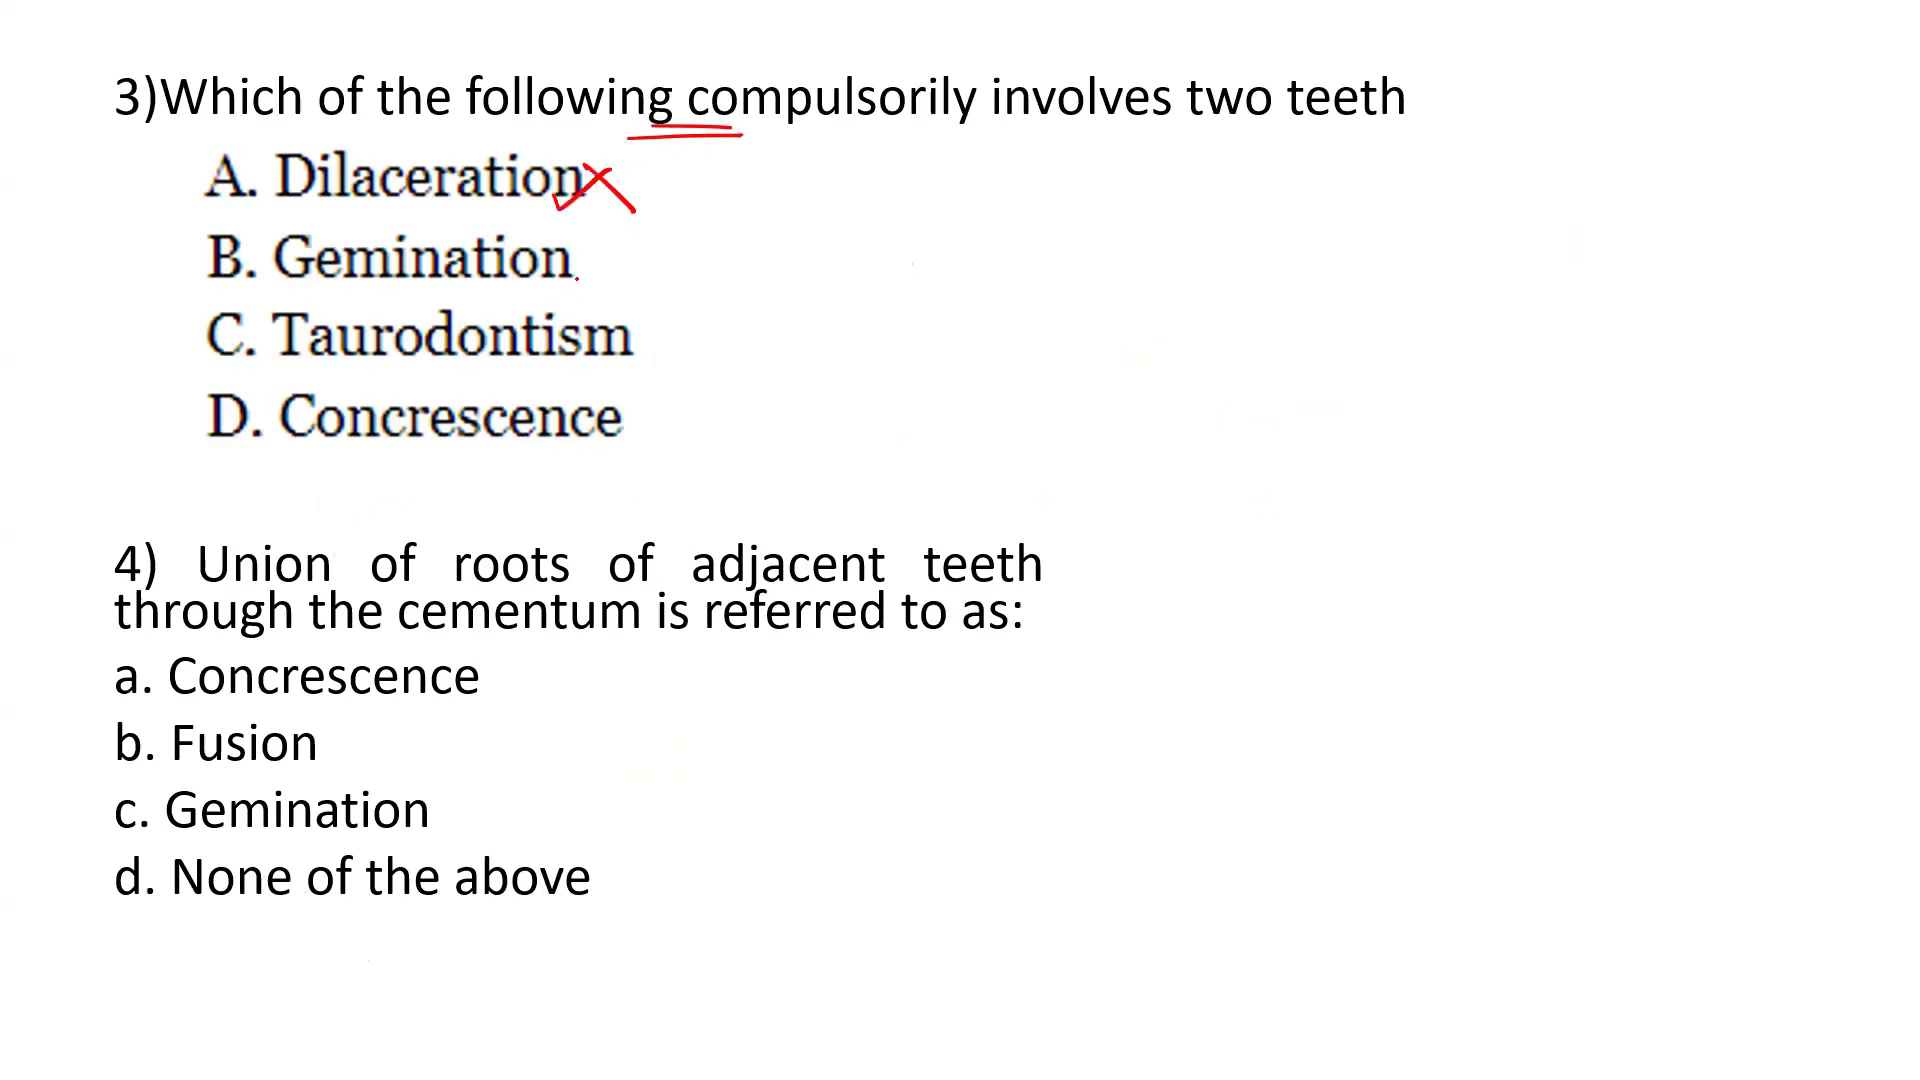 3)Which of the following compulsorily involves two teeth
A. Dilaceration
B. Gemination
C. Taurodontism
D. Concrescence
4) Union of roots of adjacent teeth
through the cementum is referred to as:
a. Concrescence
b. Fusion
c. Gemination
d. None of the above